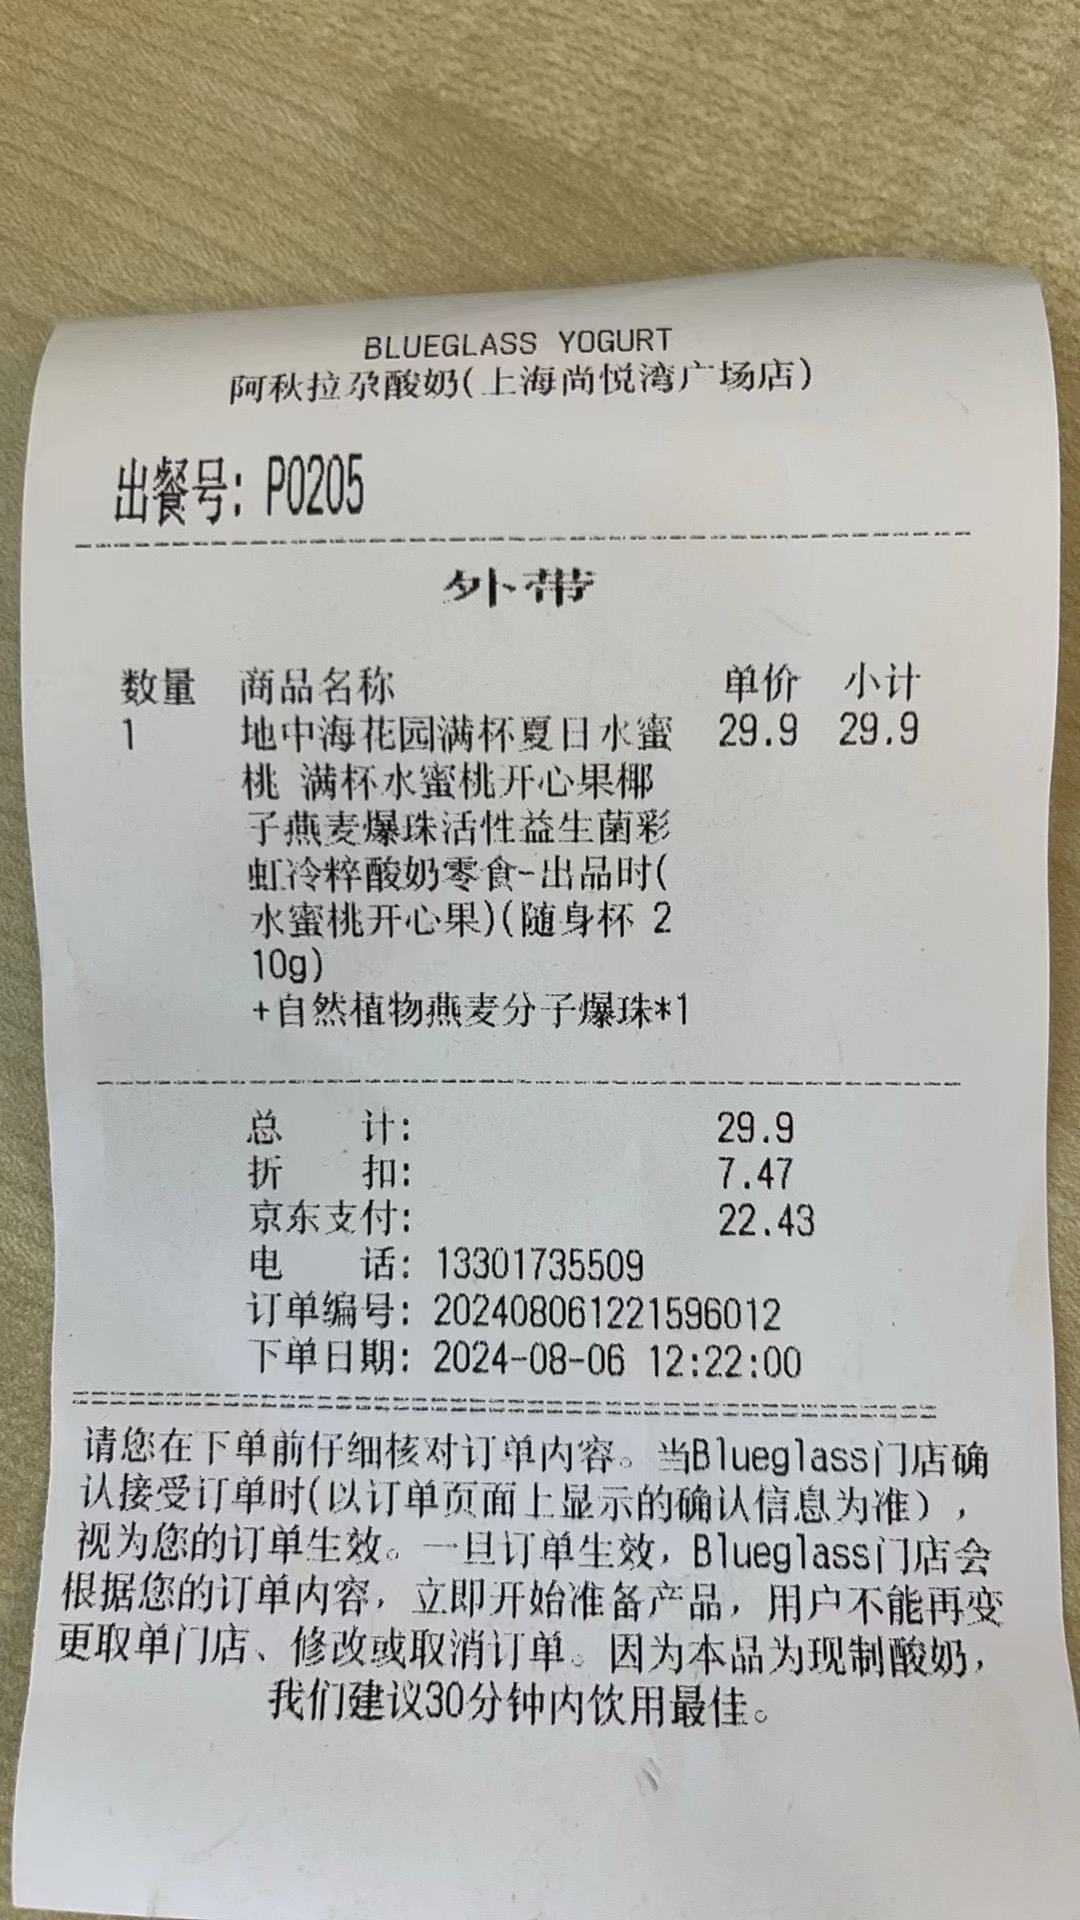 BLUEGLASS YOGURT
阿秋拉尕酸奶(上海尚悦湾广场店)
出餐号: P0205
外带
数量 商品名称 单价 小计
1 地中海花园满杯夏日水蜜 29.9 29.9
桃 满杯水蜜桃开心果椰
子燕麦爆珠活性益生菌彩
虹冷粹酸奶零食-出品时(
水蜜桃开心果)(随身杯 2
10g)
+自然植物燕麦分子爆珠*1
总 计: 29.9
折 扣: 7.47
京东支付: 22.43
电 话: 13301735509
订单编号: 202408061221596012
下单日期: 2024-08-06 12:22:00
请您在下单前仔细核对订单内容。当Blueglass门店确
认接受订单时(以订单页面上显示的确认信息为准),
视为您的订单生效。一旦订单生效，Blueglass门店会
根据您的订单内容，立即开始准备产品，用户不能再变
更取单门店、修改或取消订单。因为本品为现制酸奶，
我们建议30分钟内饮用最佳。